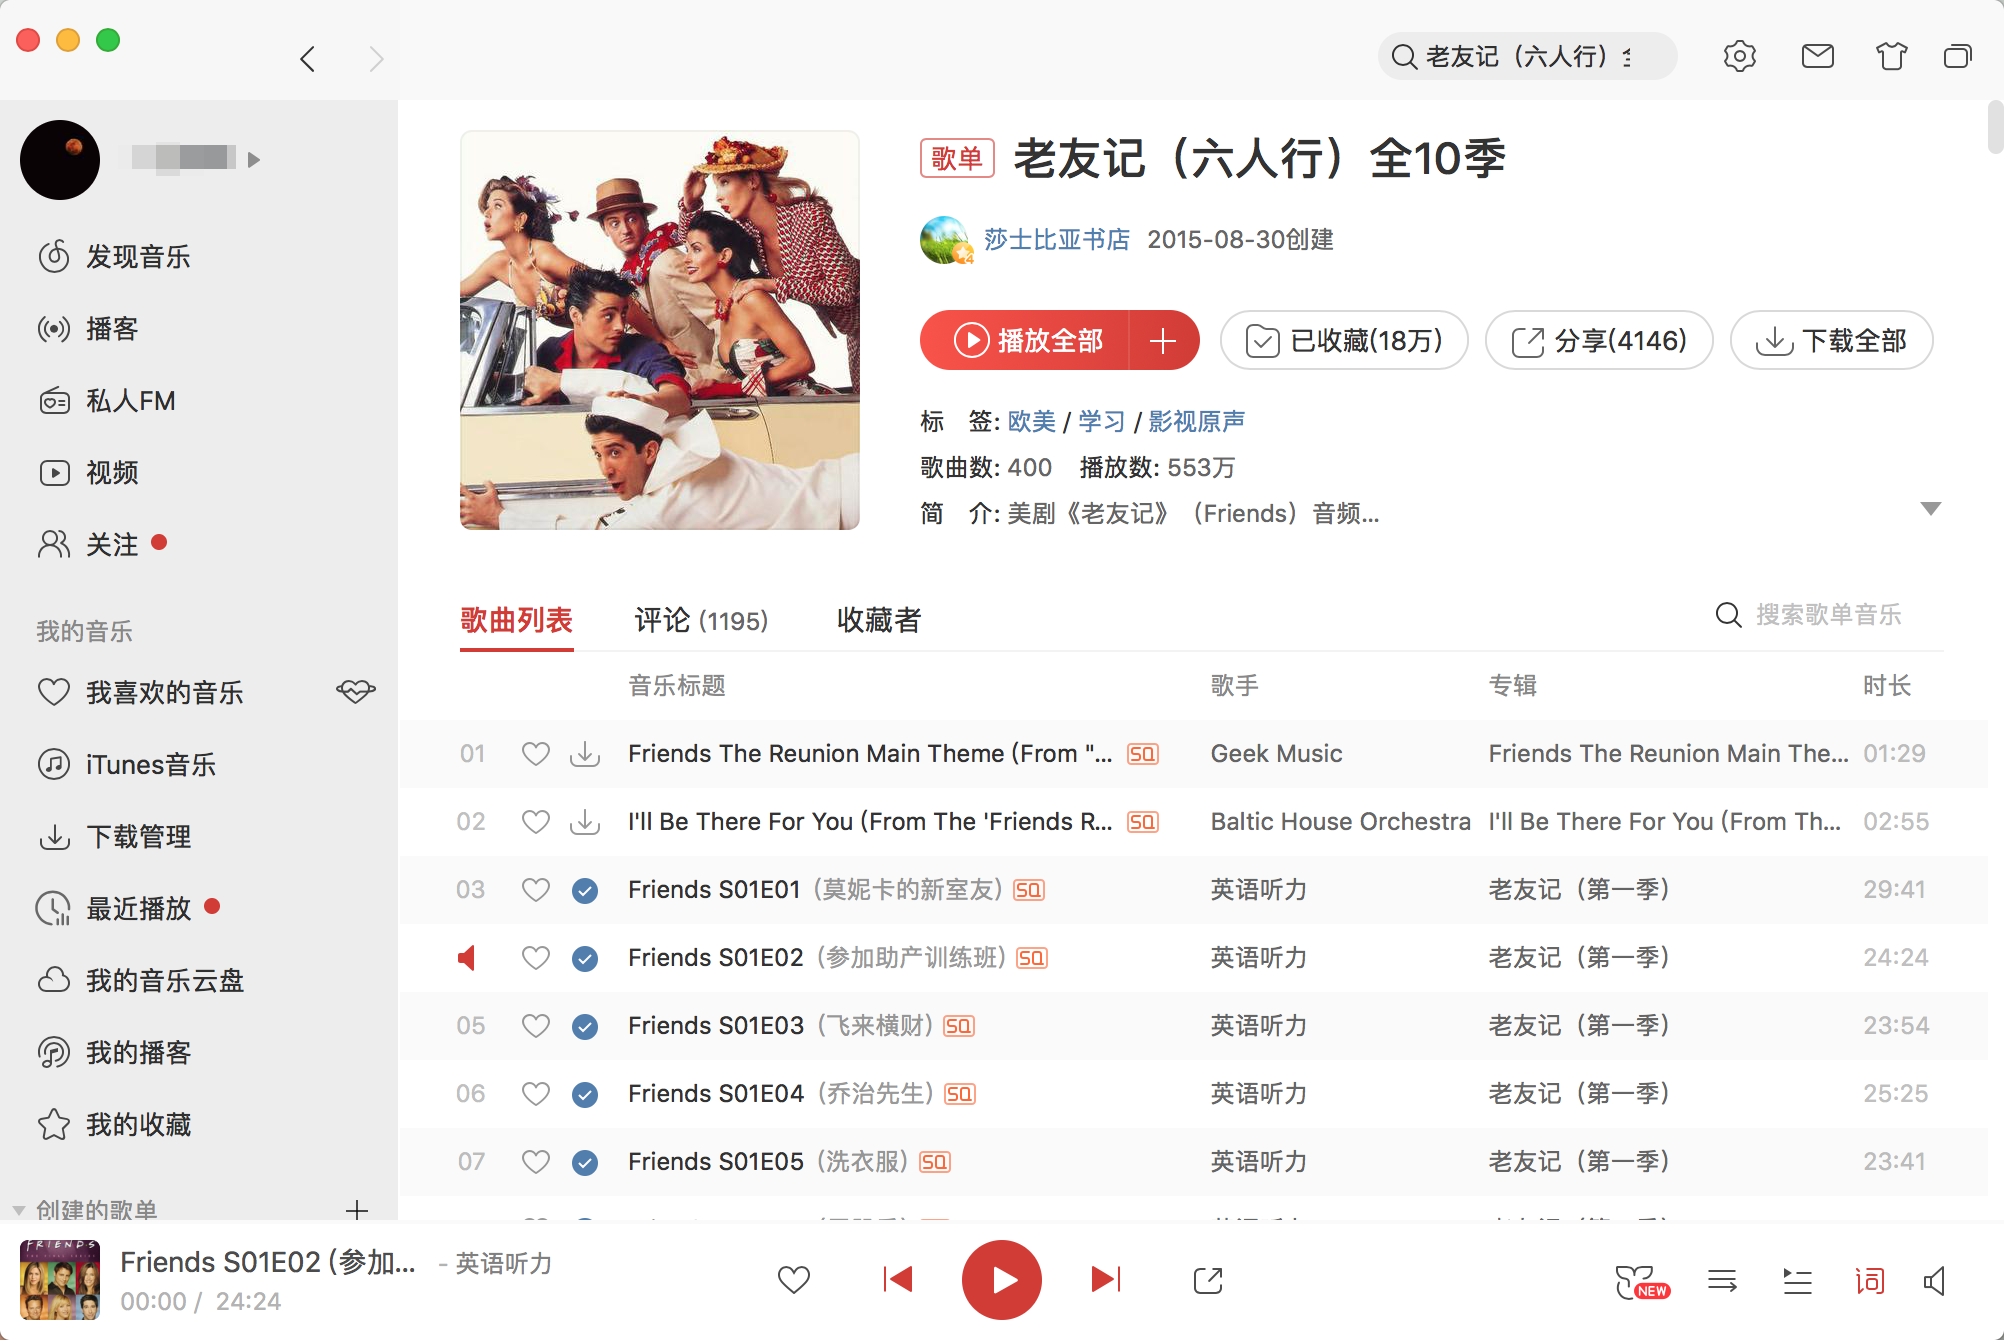 老友记（六人行）全
歌单 老友记（六人行）全10季
莎士比亚书店 2015-08-30创建
播放全部 已收藏(18万) 分享(4146) 下载全部
标 签: 欧美 / 学习 / 影视原声
歌曲数: 400 播放数: 553万
简 介: 美剧《老友记》（Friends）音频...
发现音乐
播客
私人FM
视频
关注
我的音乐
我喜欢的音乐
iTunes音乐
下载管理
最近播放
我的音乐云盘
我的播客
我的收藏
创建的歌单
歌曲列表 评论 (1195) 收藏者 搜索歌单音乐
音乐标题 歌手 专辑 时长
01 Friends The Reunion Main Theme (From "... SQ Geek Music Friends The Reunion Main The... 01:29
02 I'll Be There For You (From The 'Friends R... SQ Baltic House Orchestra I'll Be There For You (From Th... 02:55
03 Friends S01E01（莫妮卡的新室友） SQ 英语听力 老友记（第一季） 29:41
Friends S01E02（参加助产训练班） SQ 英语听力 老友记（第一季） 24:24
05 Friends S01E03（飞来横财） SQ 英语听力 老友记（第一季） 23:54
06 Friends S01E04（乔治先生） SQ 英语听力 老友记（第一季） 25:25
07 Friends S01E05（洗衣服） SQ 英语听力 老友记（第一季） 23:41
FRIENDS
Friends S01E02 (参加... - 英语听力
00:00 / 24:24
NEW 词